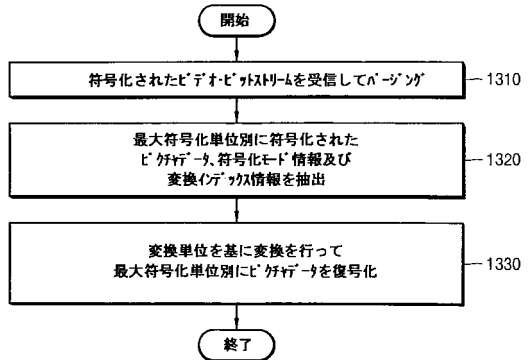 開始
符号化されたﾋﾞﾃﾞｵ･ﾋﾞｯﾄｽﾄﾘｰﾑを受信してﾊﾟｰｼﾞﾝｸﾞ
1310
最大符号化単位別に符号化された
ﾋﾟｸﾁｬﾃﾞｰﾀ、符号化ﾓｰﾄﾞ情報及び
変換ｲﾝﾃﾞｯｸｽ情報を抽出
1320
変換単位を基に変換を行って
最大符号化単位別にﾋﾟｸﾁｬﾃﾞｰﾀを復号化
1330
終了